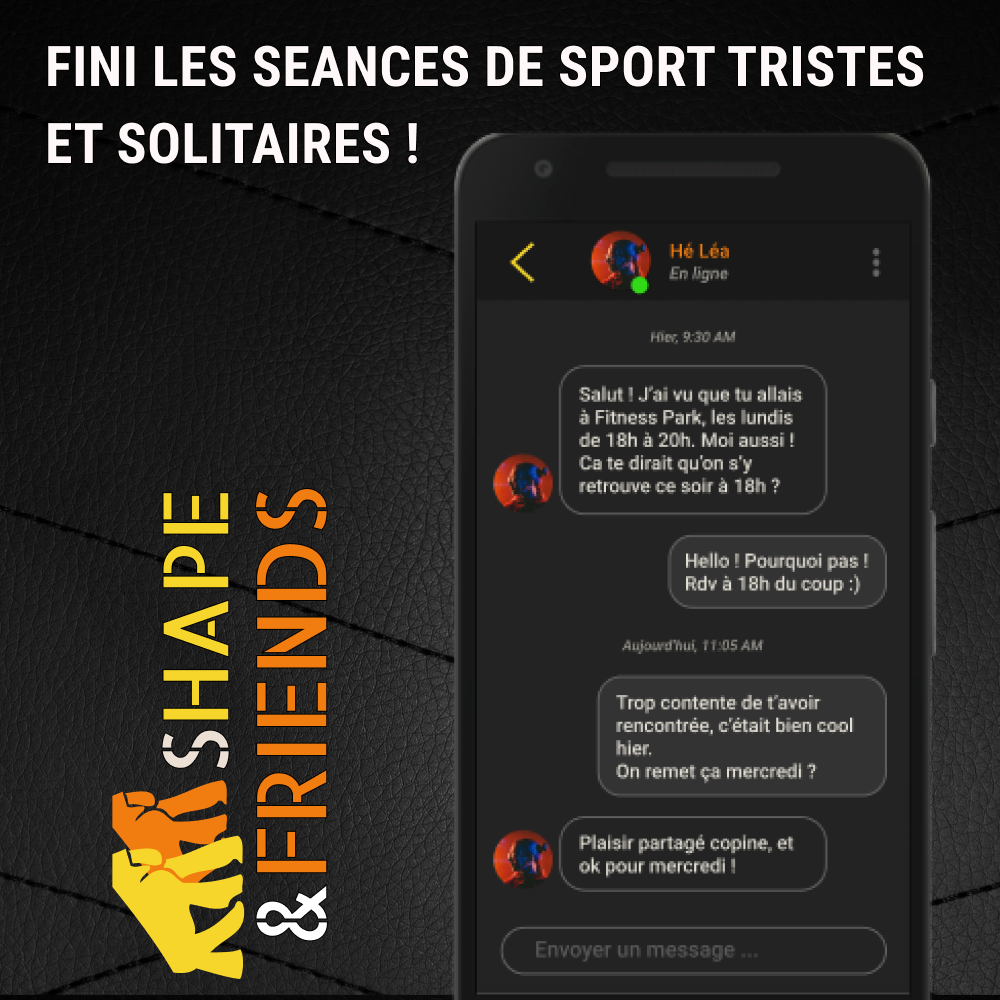 FINI LES SEANCES DE SPORT TRISTES
ET SOLITAIRES !
Hé Léa
En ligne
Hier, 9:30 AM
Salut ! J'ai vu que tu allais
à Fitness Park, les lundis
de 18h à 20h. Moi aussi !
Ca te dirait qu'on s'y
retrouve ce soir à 18h ?
Hello ! Pourquoi pas !
Rdv à 18h du coup :)
Aujourd'hui, 11:05 AM
Trop contente de t'avoir
rencontrée, c'était bien cool
hier.
On remet ça mercredi ?
Plaisir partagé copine, et
ok pour mercredi !
Envoyer un message ...
SHAPE
& FRIENDS